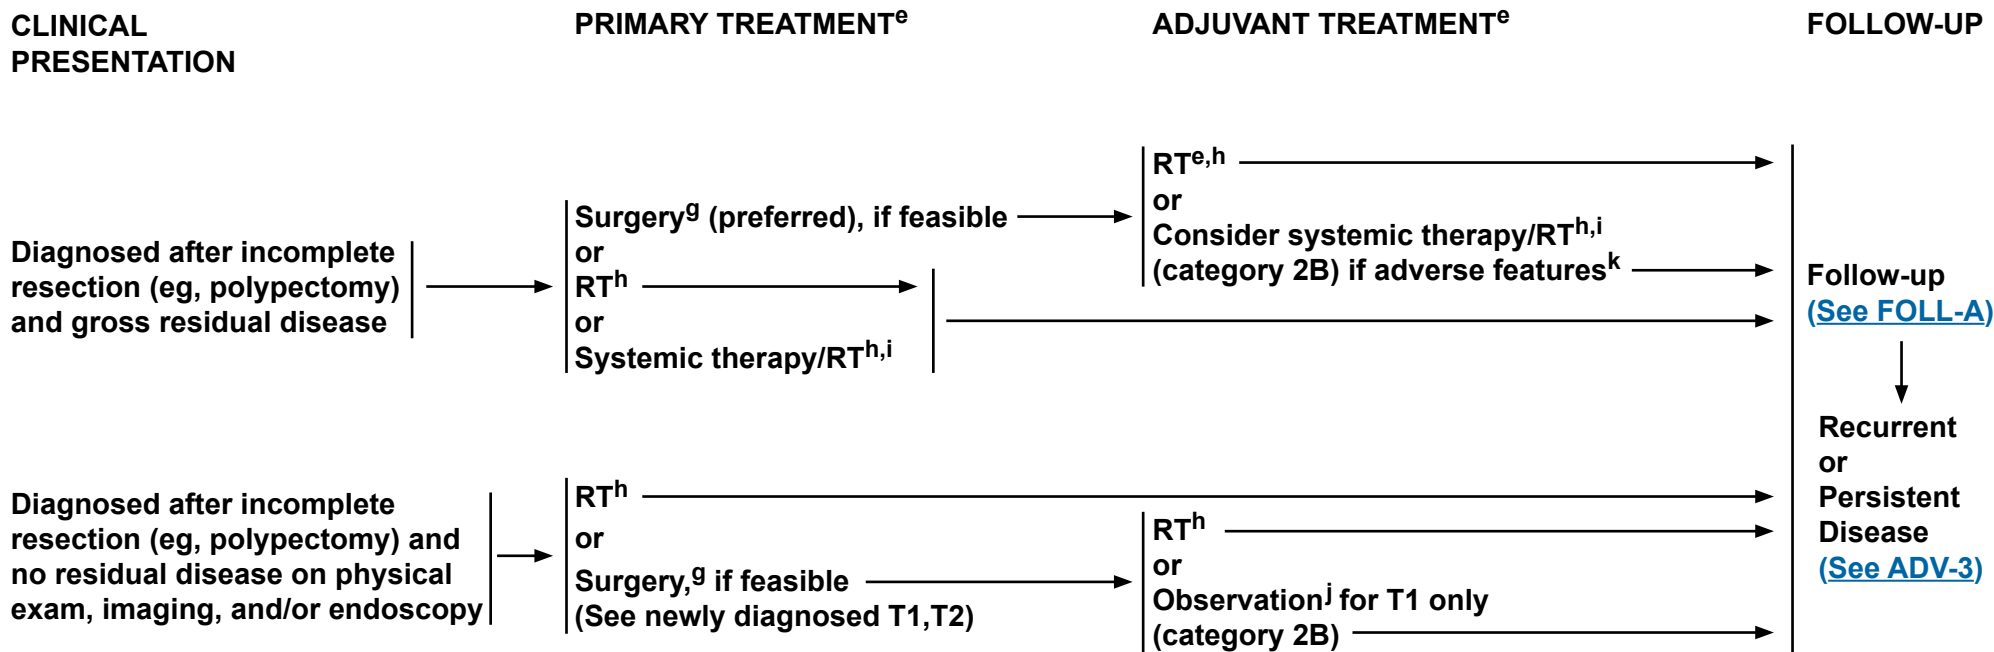 CLINICAL
PRESENTATION
PRIMARY TREATMENTe
ADJUVANT TREATMENTe
FOLLOW-UP
Diagnosed after incomplete
resection (eg, polypectomy)
and gross residual disease
Surgeryg (preferred), if feasible
or
RTh
or
Systemic therapy/RTh,i
RTe,h
or
Consider systemic therapy/RTh,i
(category 2B) if adverse featuresk
Diagnosed after incomplete
resection (eg, polypectomy) and
no residual disease on physical
exam, imaging, and/or endoscopy
RTh
or
Surgery,g if feasible
(See newly diagnosed T1,T2)
RTh
or
Observationj for T1 only
(category 2B)
Follow-up
(See FOLL-A)
Recurrent
or
Persistent
Disease
(See ADV-3)